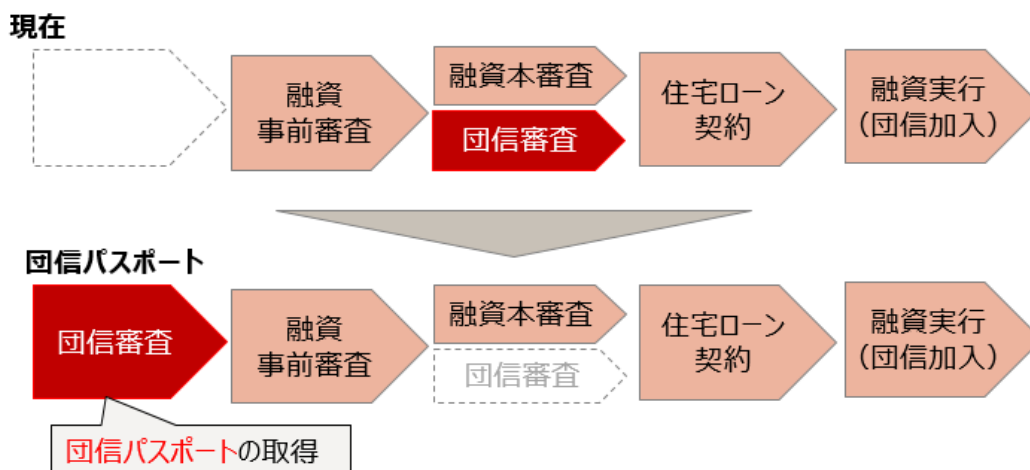 現在
融資
事前審査
融資本審査
団信審査
住宅ローン
契約
融資実行
（団信加入）
団信パスポート
団信審査
融資
事前審査
融資本審査
団信審査
住宅ローン
契約
融資実行
（団信加入）
団信パスポートの取得